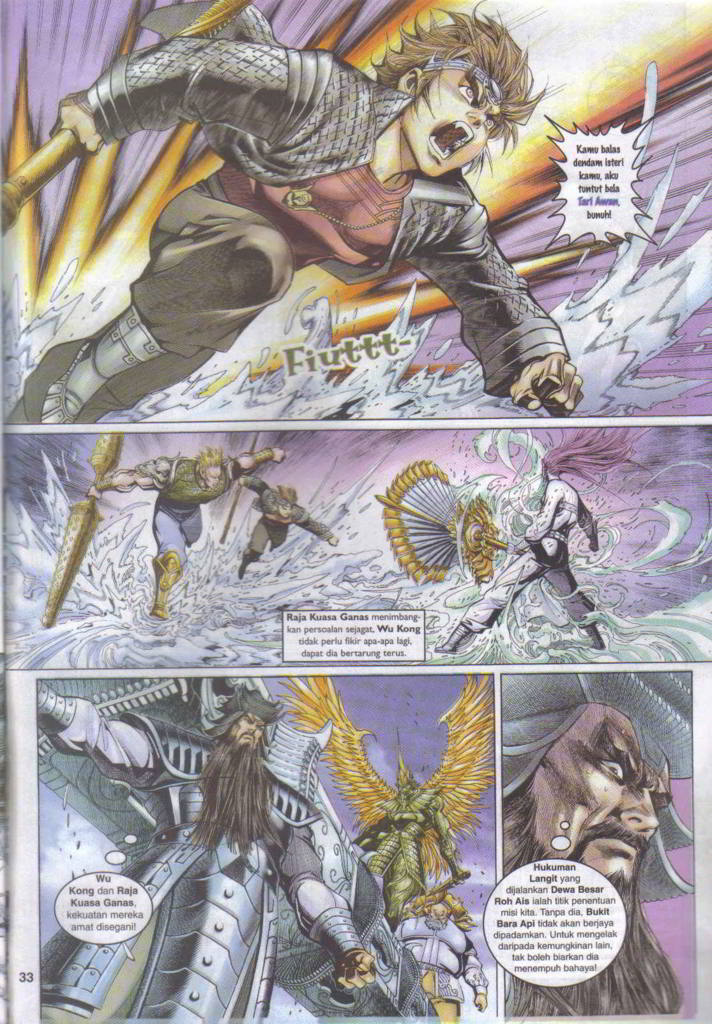 Kamu balas
dendam isteri
kamu, aku
tuntut bela
Tari Awan,
bunuh!
Fiuttt-
Raja Kuasa Ganas menimbang-
kan persoalan sejagat, Wu Kong
tidak perlu fikir apa-apa lagi,
dapat dia bertarung terus.
Wu
Kong dan Raja
Kuasa Ganas,
kekuatan mereka
amat disegani!
Hukuman
Langit yang
dijalankan Dewa Besar
Roh Ais ialah titik penentuan
misi kita. Tanpa dia, Bukit
Bara Api tidak akan berjaya
dipadamkan. Untuk mengelak
daripada kemungkinan lain,
tak boleh biarkan dia
menempuh bahaya!
33